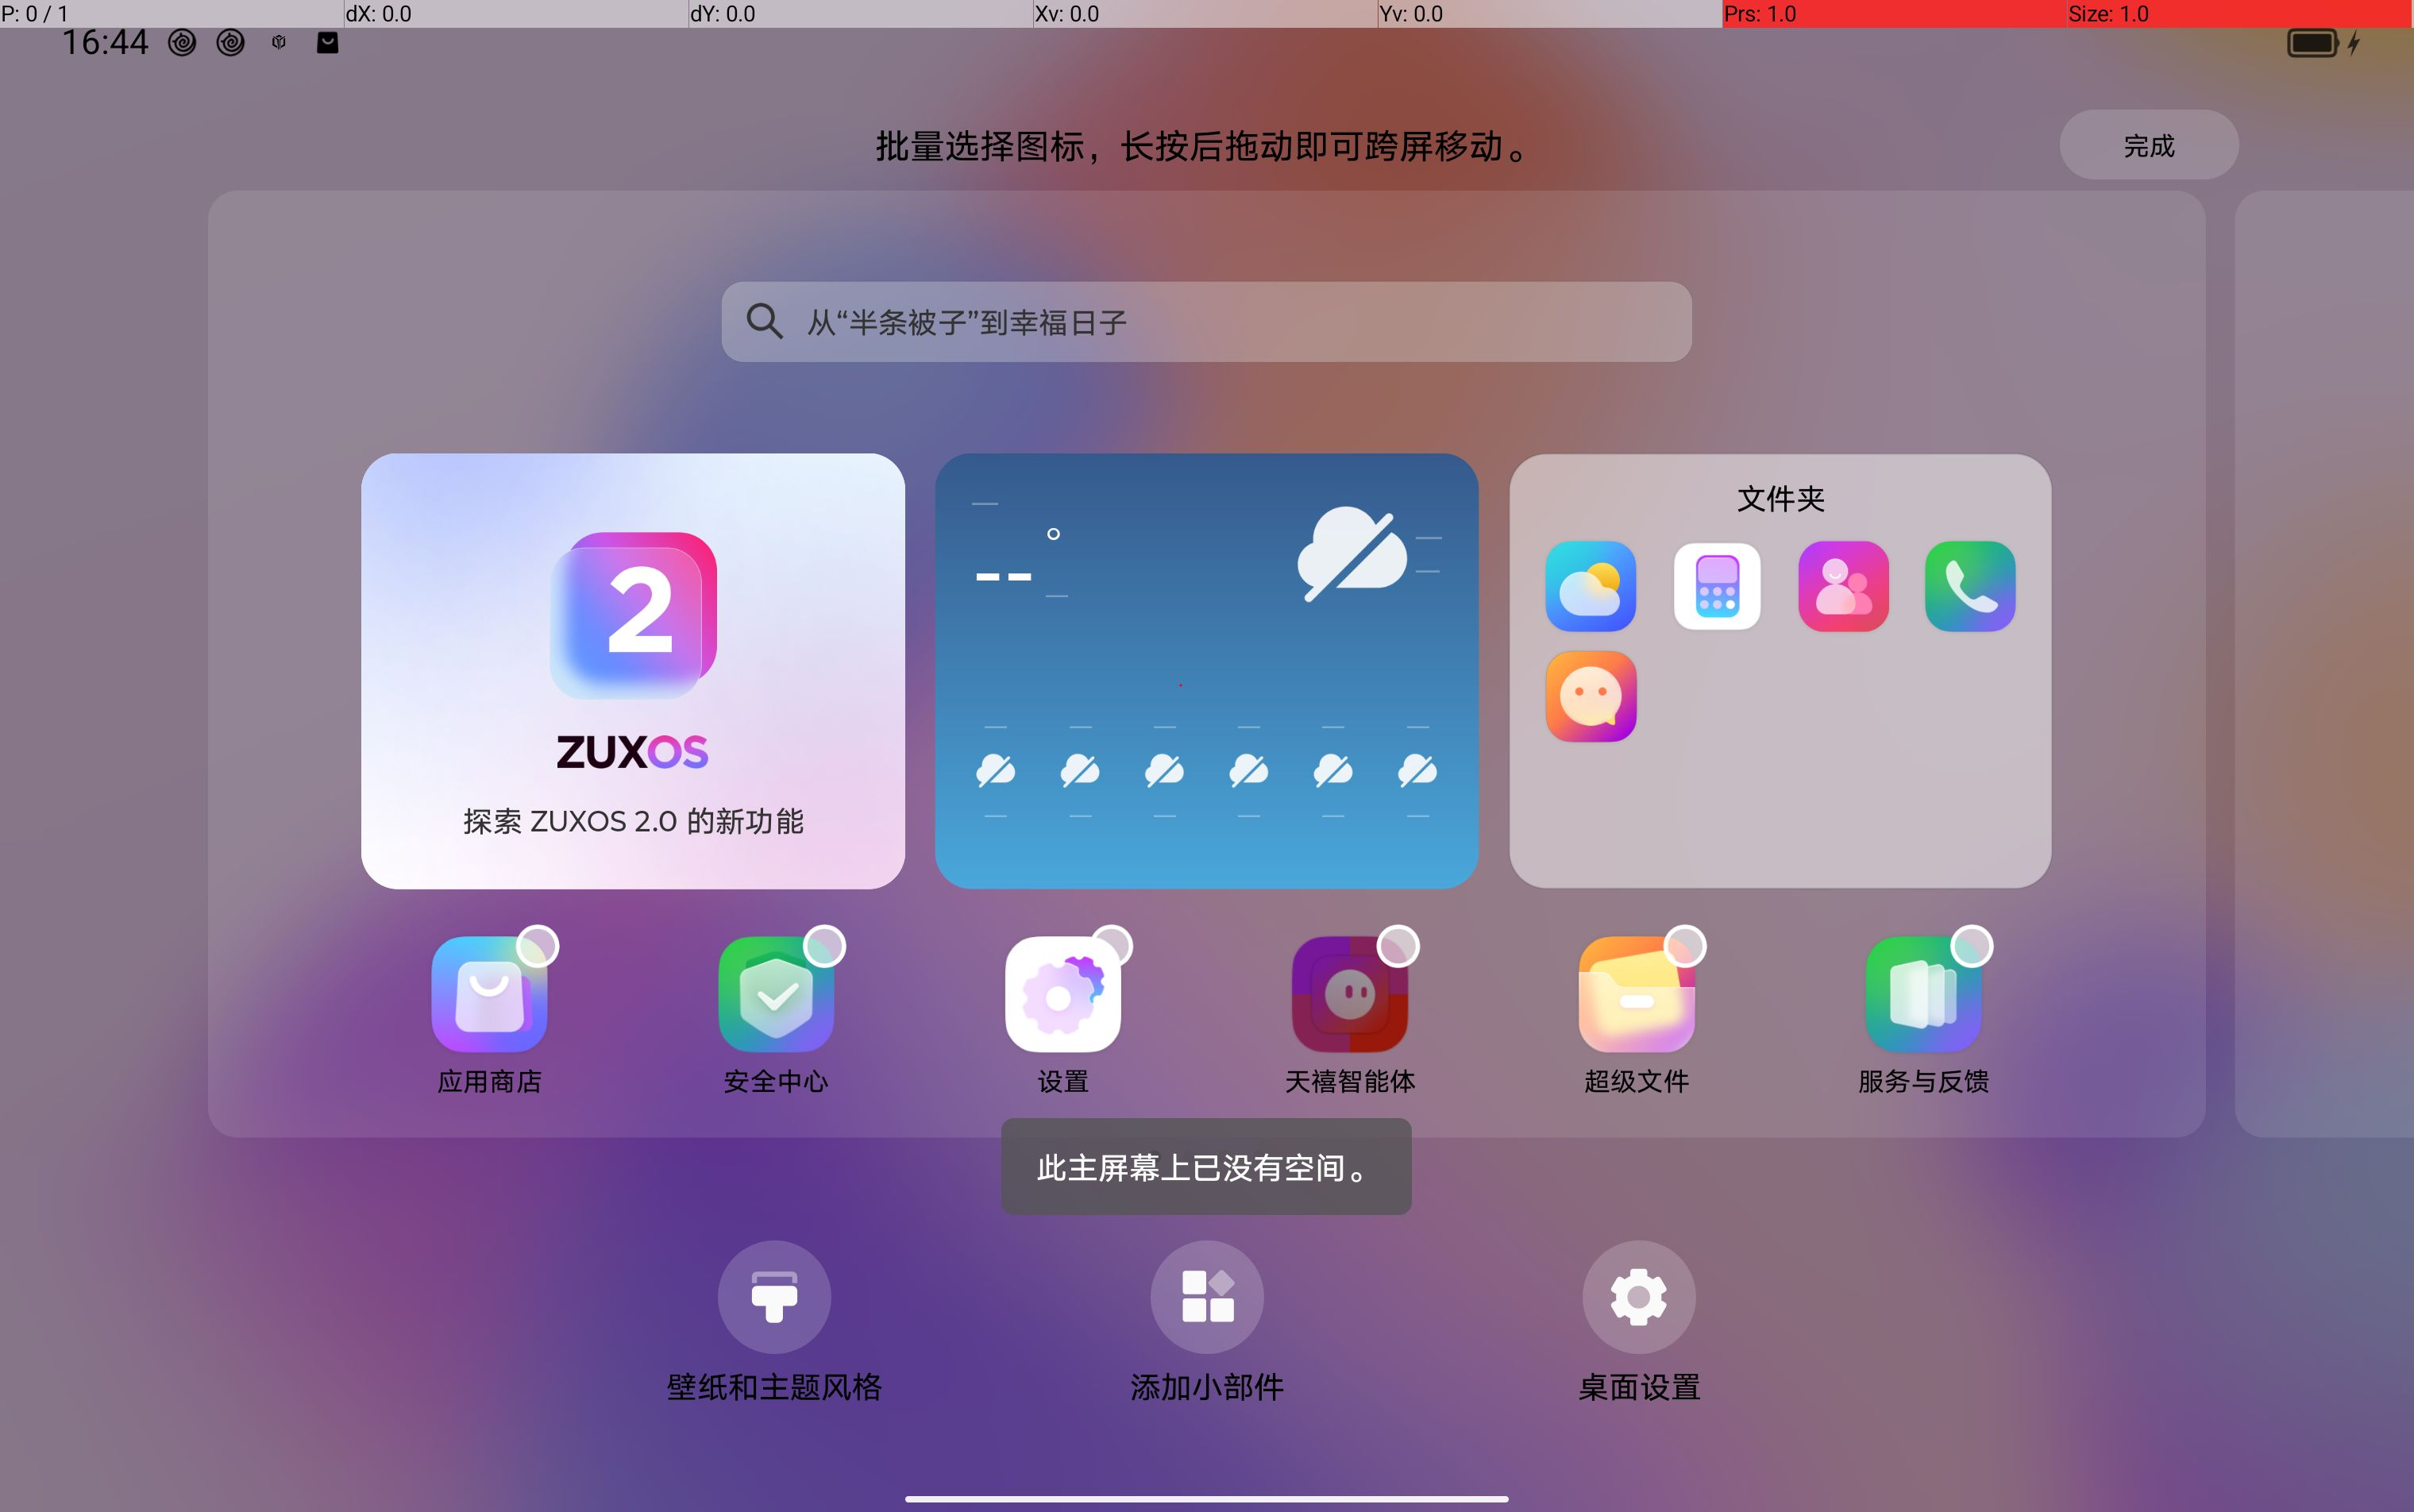 P: 0 / 1 dX: 0.0 dY: 0.0 Xv: 0.0 Yv: 0.0 Prs: 1.0 Size: 1.0
16:44
批量选择图标，长按后拖动即可跨屏移动。
完成
从“半条被子”到幸福日子
2
ZUXOS
探索 ZUXOS 2.0 的新功能
--°
文件夹
应用商店 安全中心 设置 天禧智能体 超级文件 服务与反馈
此主屏幕上已没有空间。
壁纸和主题风格 添加小部件 桌面设置